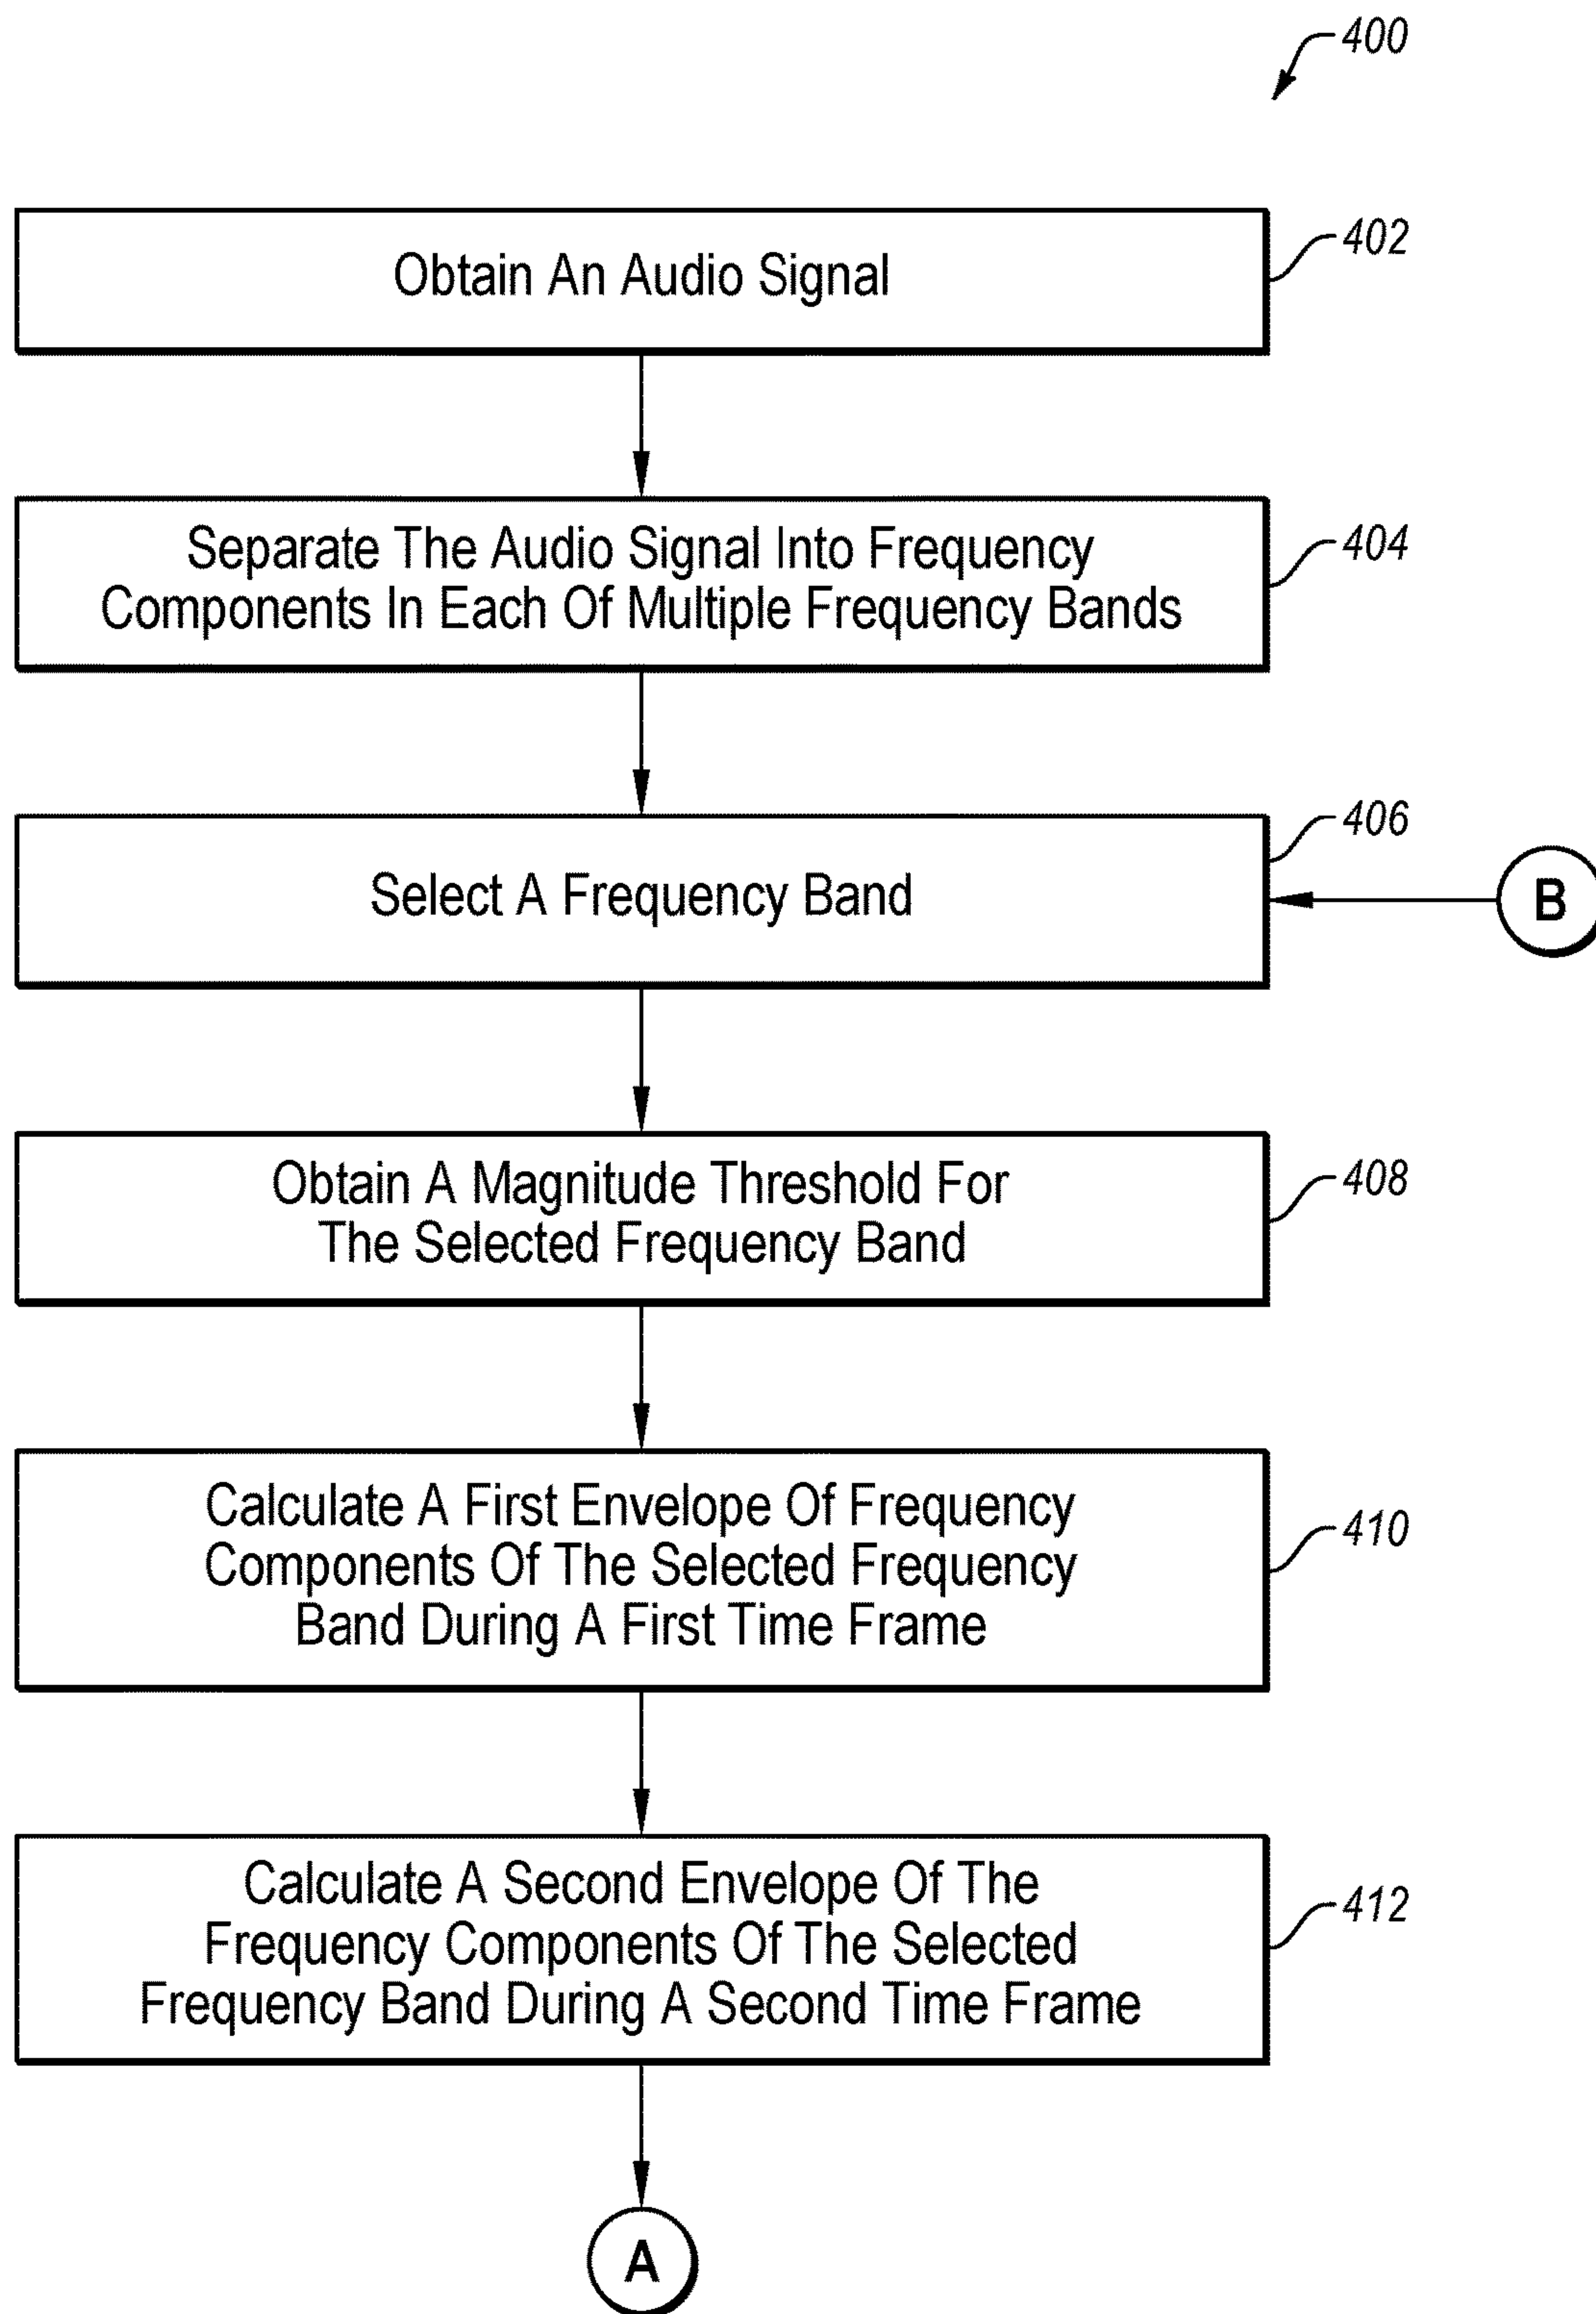 400
Obtain An Audio Signal
402
Separate The Audio Signal Into Frequency
Components In Each Of Multiple Frequency Bands
404
Select A Frequency Band
406
B
Obtain A Magnitude Threshold For
The Selected Frequency Band
408
Calculate A First Envelope Of Frequency
Components Of The Selected Frequency
Band During A First Time Frame
410
Calculate A Second Envelope Of The
Frequency Components Of The Selected
Frequency Band During A Second Time Frame
412
A